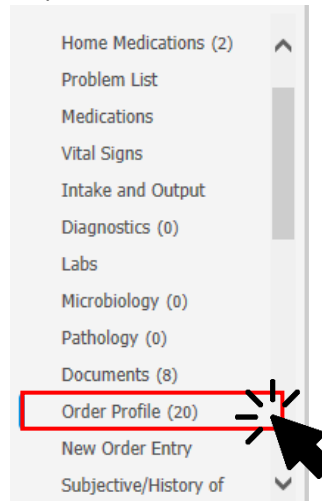 Home Medications (2)
Problem List
Medications
Vital Signs
Intake and Output
Diagnostics (0)
Labs
Microbiology (0)
Pathology (0)
Documents (8)
Order Profile (20)
New Order Entry
Subjective/History of